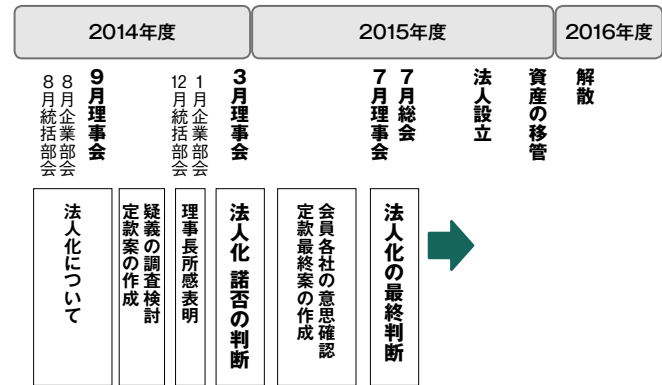 2014年度
2015年度
2016年度
8月統括部会
8月企業部会
9月理事会
12月統括部会
1月企業部会
3月理事会
7月理事会
7月総会
法人設立
資産の移管
解散
法人化について
疑義の調査検討
定款案の作成
理事長所感表明
法人化 諾否の判断
会員各社の意思確認
定款最終案の作成
法人化の最終判断